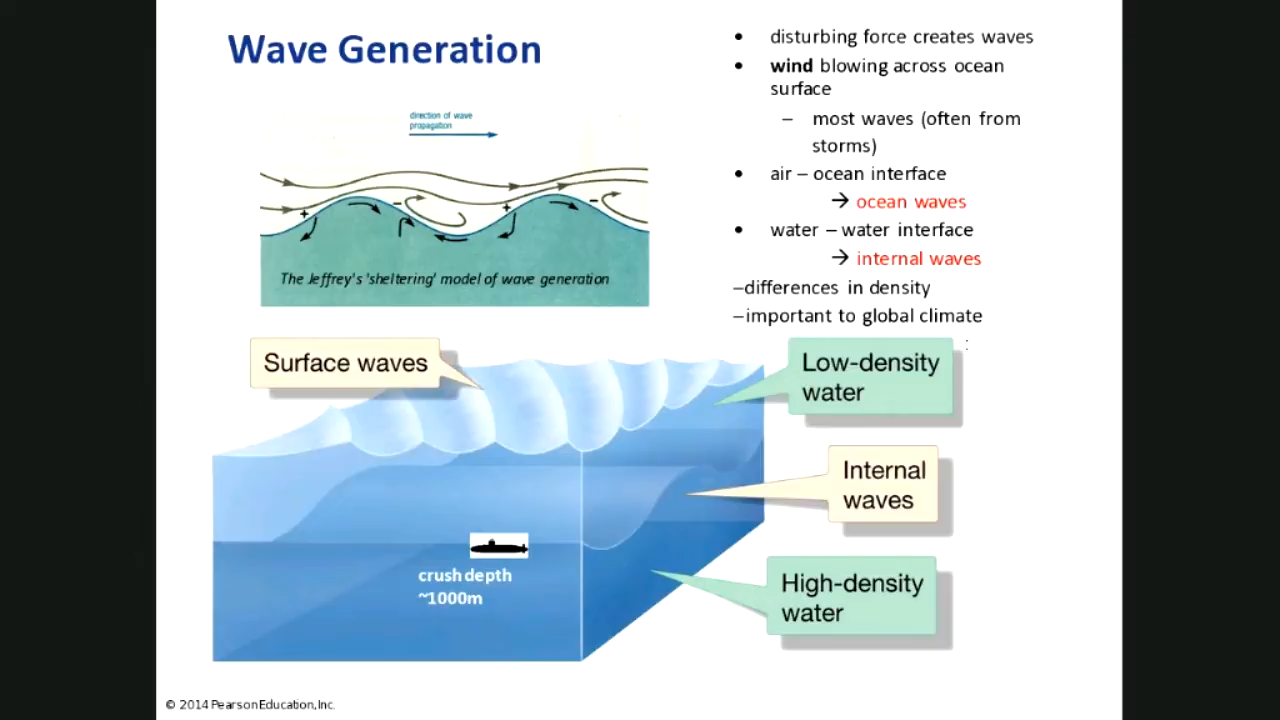 Wave Generation
direction of wave
propagation
+
–
+
–
The Jeffrey's 'sheltering' model of wave generation
• disturbing force creates waves
• wind blowing across ocean
surface
– most waves (often from
storms)
• air – ocean interface
→ ocean waves
• water – water interface
→ internal waves
–differences in density
–important to global climate
:
Surface waves
Low-density
water
Internal
waves
crush depth
~1000m
High-density
water
© 2014 Pearson Education, Inc.